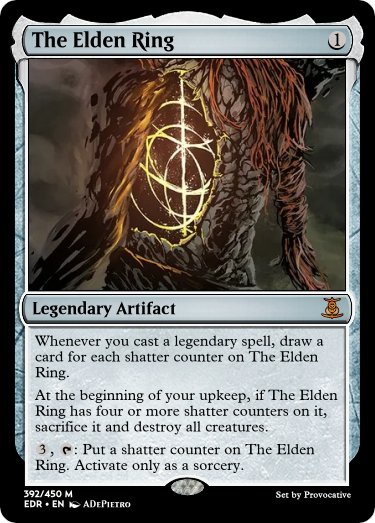 The Elden Ring 1
Legendary Artifact
Whenever you cast a legendary spell, draw a
card for each shatter counter on The Elden
Ring.
At the beginning of your upkeep, if The Elden
Ring has four or more shatter counters on it,
sacrifice it and destroy all creatures.
3, : Put a shatter counter on The Elden
Ring. Activate only as a sorcery.
392/450 M
EDR • EN ADePietro
Set by Provocative